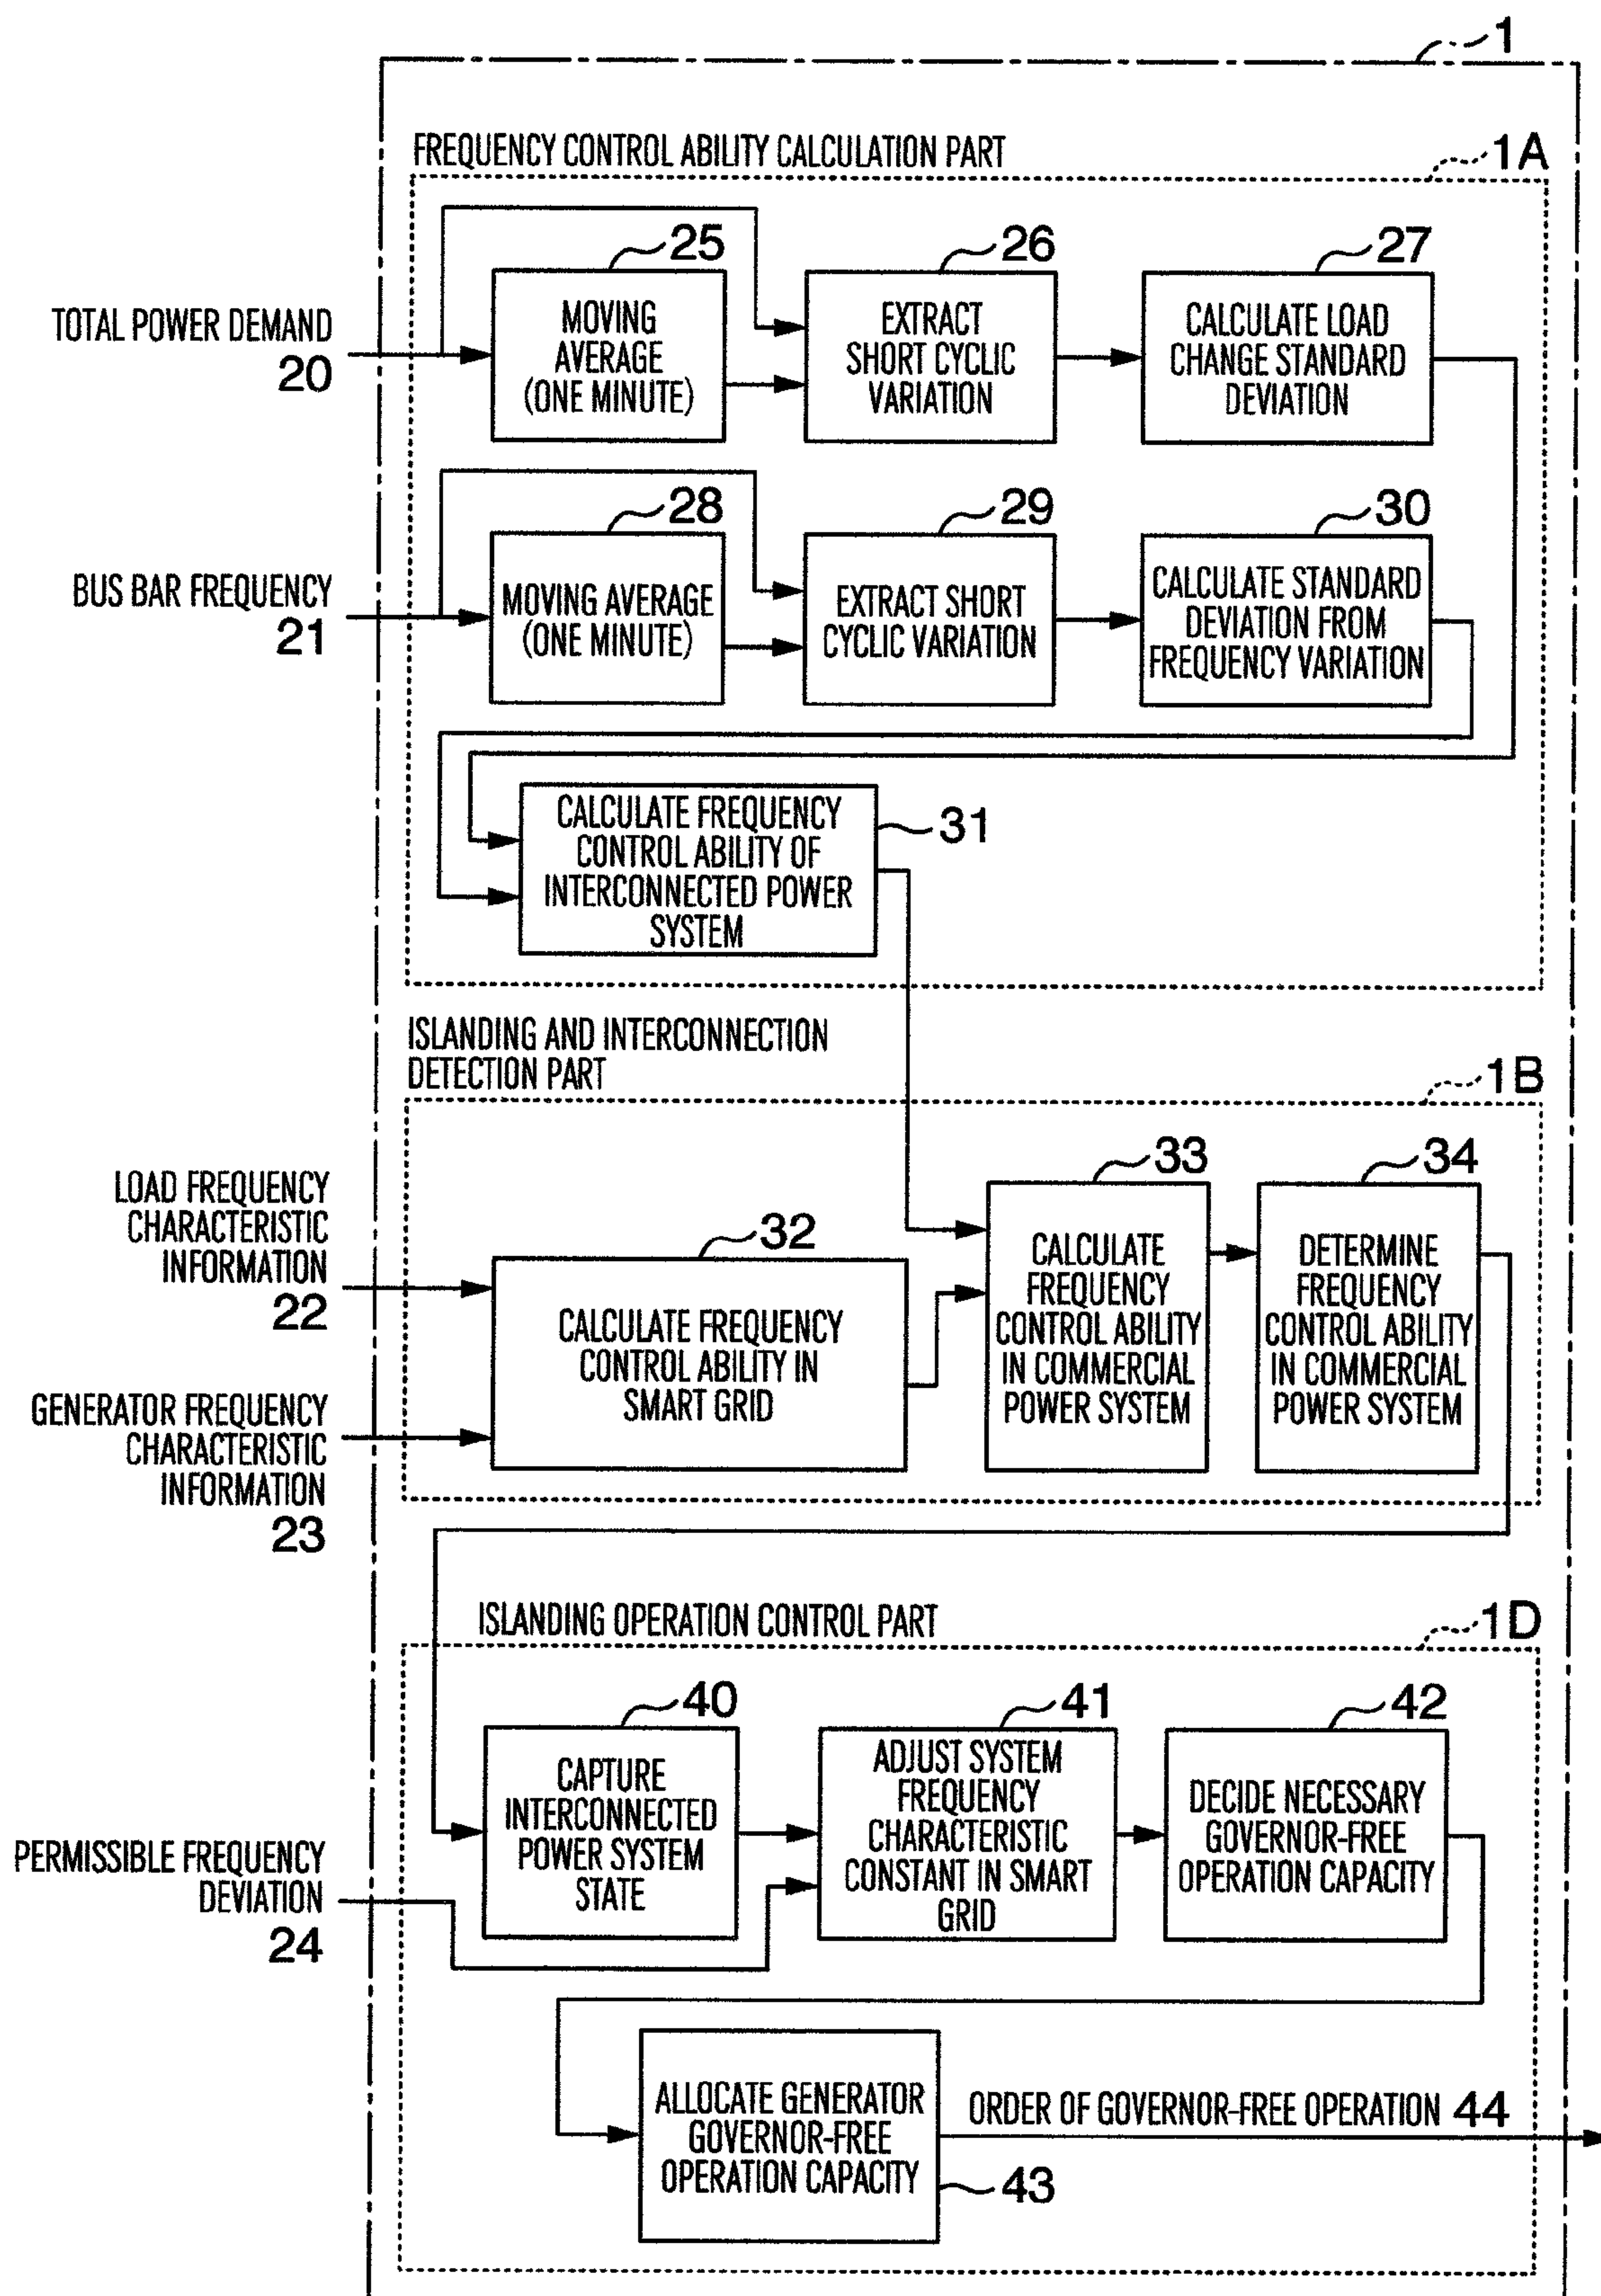 1
FREQUENCY CONTROL ABILITY CALCULATION PART
1A
25
26
27
TOTAL POWER DEMAND
20
MOVING
AVERAGE
(ONE MINUTE)
EXTRACT
SHORT CYCLIC
VARIATION
CALCULATE LOAD
CHANGE STANDARD
DEVIATION
28
29
30
BUS BAR FREQUENCY
21
MOVING AVERAGE
(ONE MINUTE)
EXTRACT SHORT
CYCLIC VARIATION
CALCULATE STANDARD
DEVIATION FROM
FREQUENCY VARIATION
CALCULATE FREQUENCY
CONTROL ABILITY OF
INTERCONNECTED POWER
SYSTEM
31
ISLANDING AND INTERCONNECTION
DETECTION PART
1B
LOAD FREQUENCY
CHARACTERISTIC
INFORMATION
22
GENERATOR FREQUENCY
CHARACTERISTIC
INFORMATION
23
32
CALCULATE FREQUENCY
CONTROL ABILITY IN
SMART GRID
33
CALCULATE
FREQUENCY
CONTROL ABILITY
IN COMMERCIAL
POWER SYSTEM
34
DETERMINE
FREQUENCY
CONTROL ABILITY
IN COMMERCIAL
POWER SYSTEM
ISLANDING OPERATION CONTROL PART
1D
PERMISSIBLE FREQUENCY
DEVIATION
24
40
CAPTURE
INTERCONNECTED
POWER SYSTEM
STATE
41
ADJUST SYSTEM
FREQUENCY
CHARACTERISTIC
CONSTANT IN SMART
GRID
42
DECIDE NECESSARY
GOVERNOR-FREE
OPERATION CAPACITY
ALLOCATE GENERATOR
GOVERNOR-FREE
OPERATION CAPACITY
43
ORDER OF GOVERNOR-FREE OPERATION 44